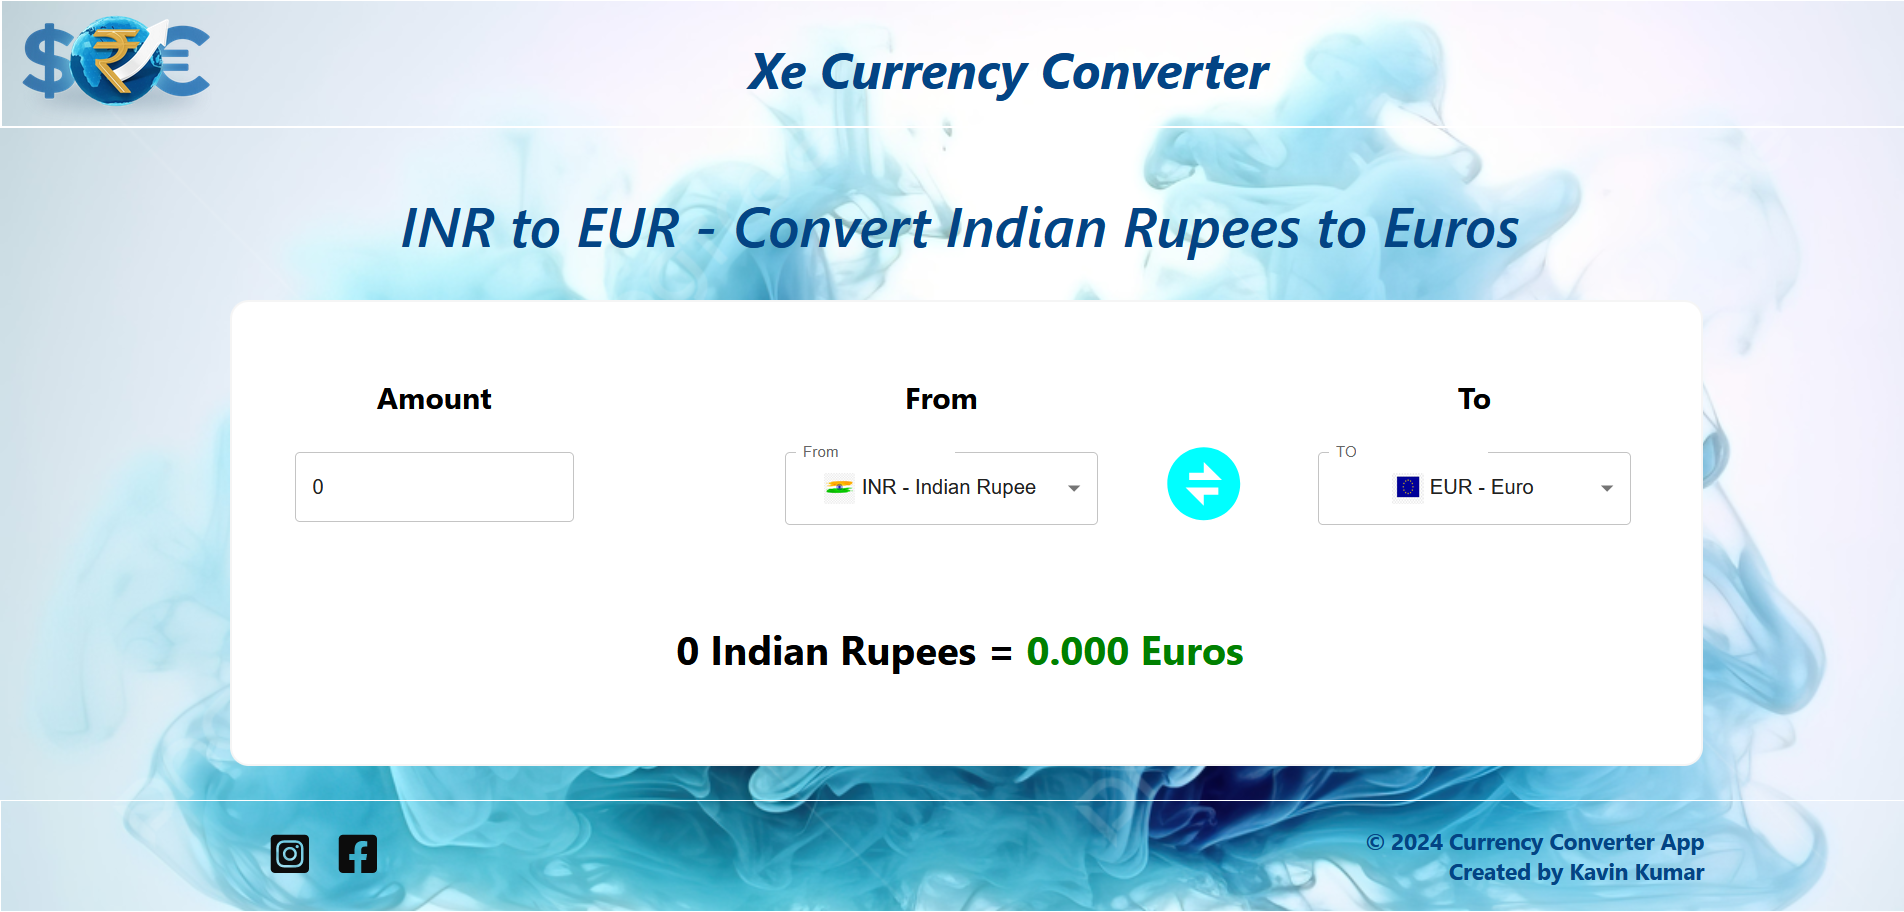 $₹€
Xe Currency Converter
INR to EUR - Convert Indian Rupees to Euros
Amount
From
To
From
TO
0
INR - Indian Rupee
EUR - Euro
0 Indian Rupees = 0.000 Euros
© 2024 Currency Converter App
Created by Kavin Kumar